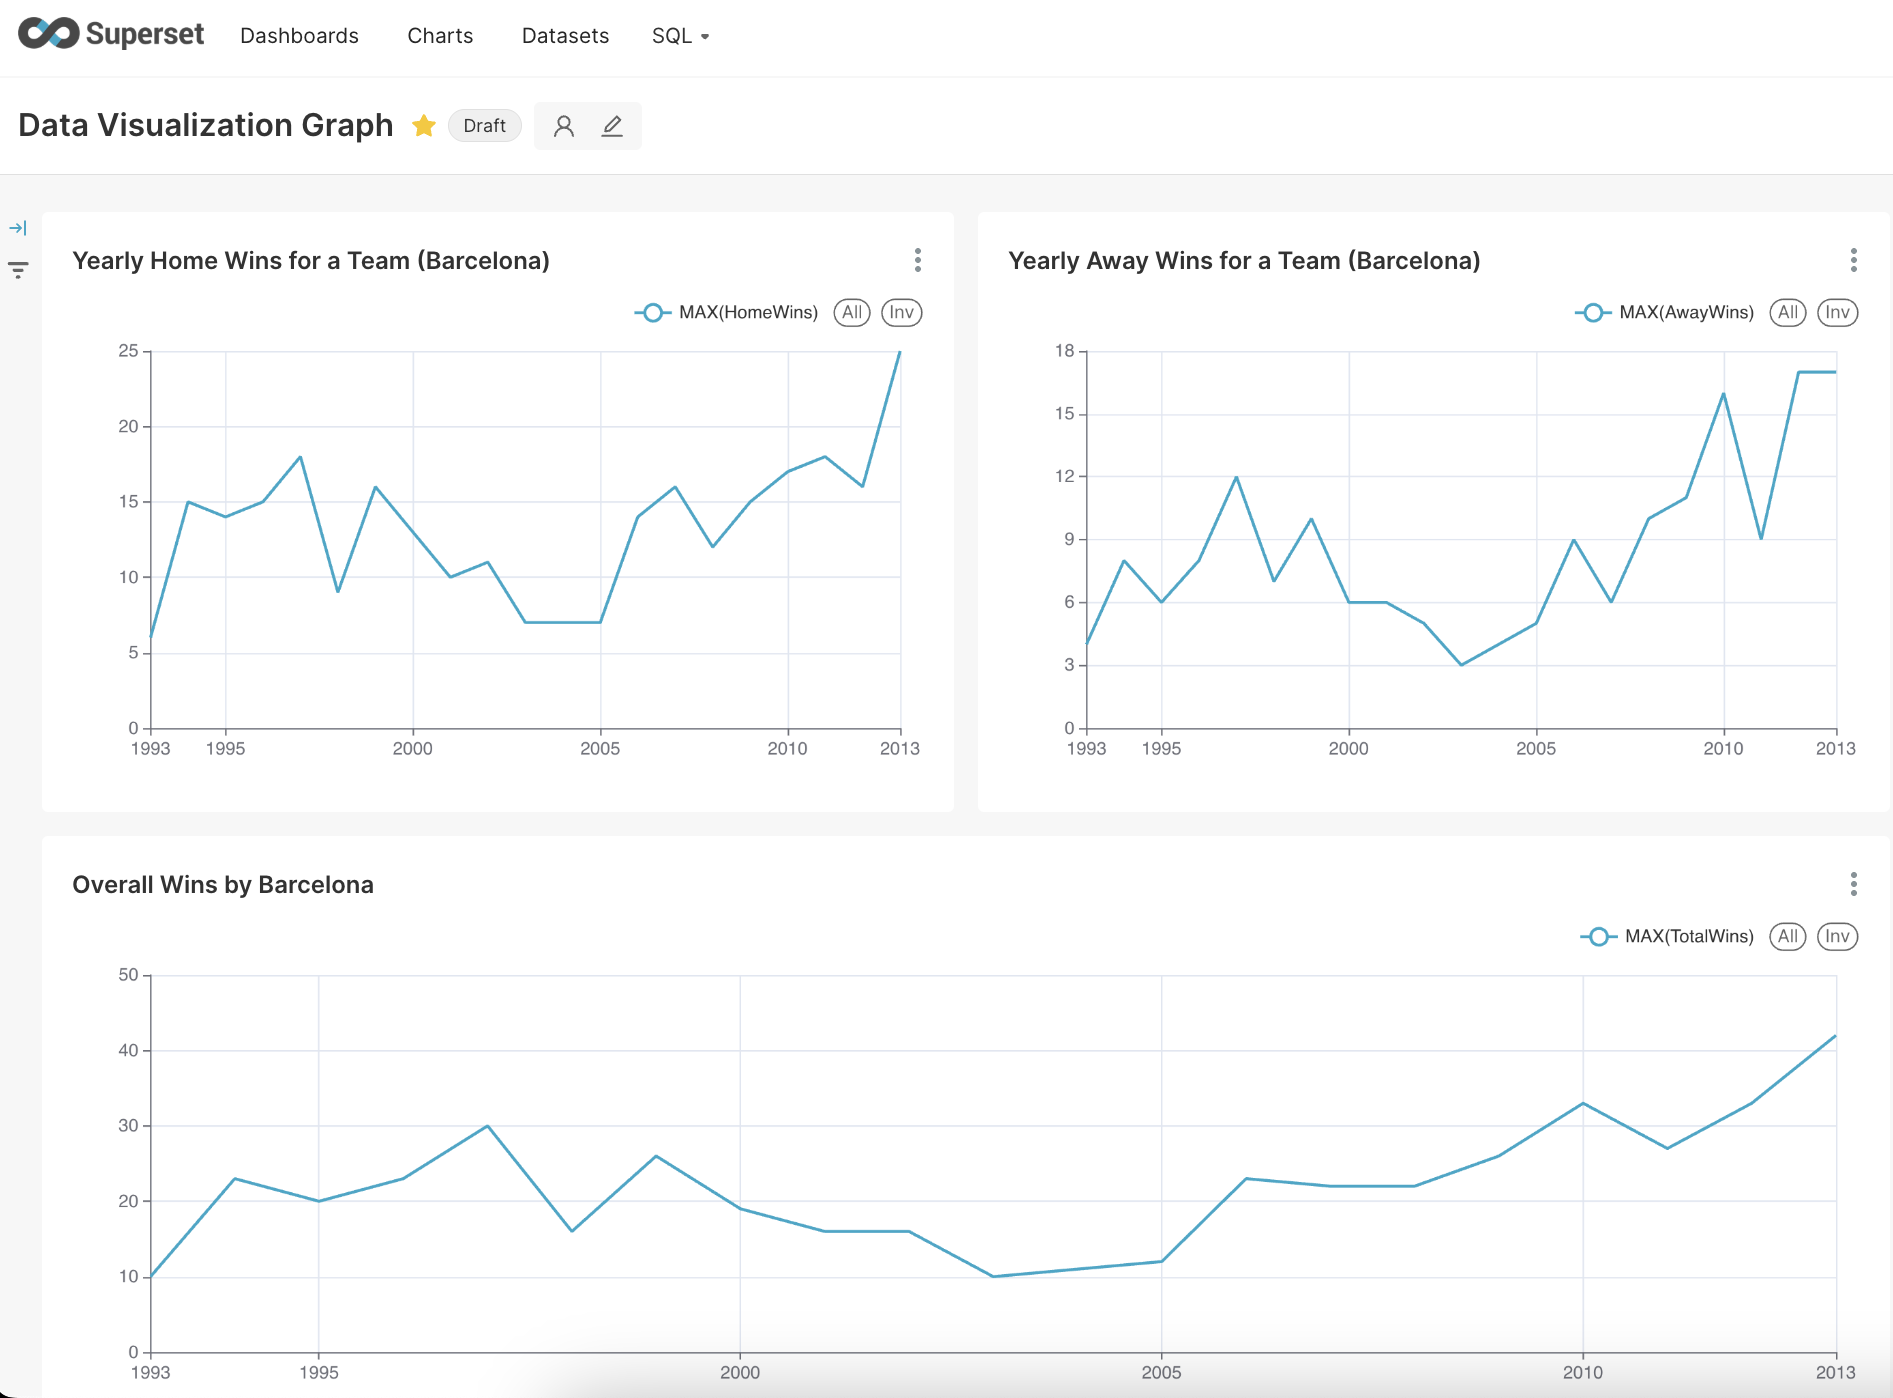 Superset Dashboards Charts Datasets SQL
Data Visualization Graph Draft
Yearly Home Wins for a Team (Barcelona)
MAX(HomeWins) All Inv
25
20
15
10
5
0
1993 1995 2000 2005 2010 2013
Yearly Away Wins for a Team (Barcelona)
MAX(AwayWins) All Inv
18
15
12
9
6
3
0
1993 1995 2000 2005 2010 2013
Overall Wins by Barcelona
MAX(TotalWins) All Inv
50
40
30
20
10
0
1993 1995 2000 2005 2010 2013